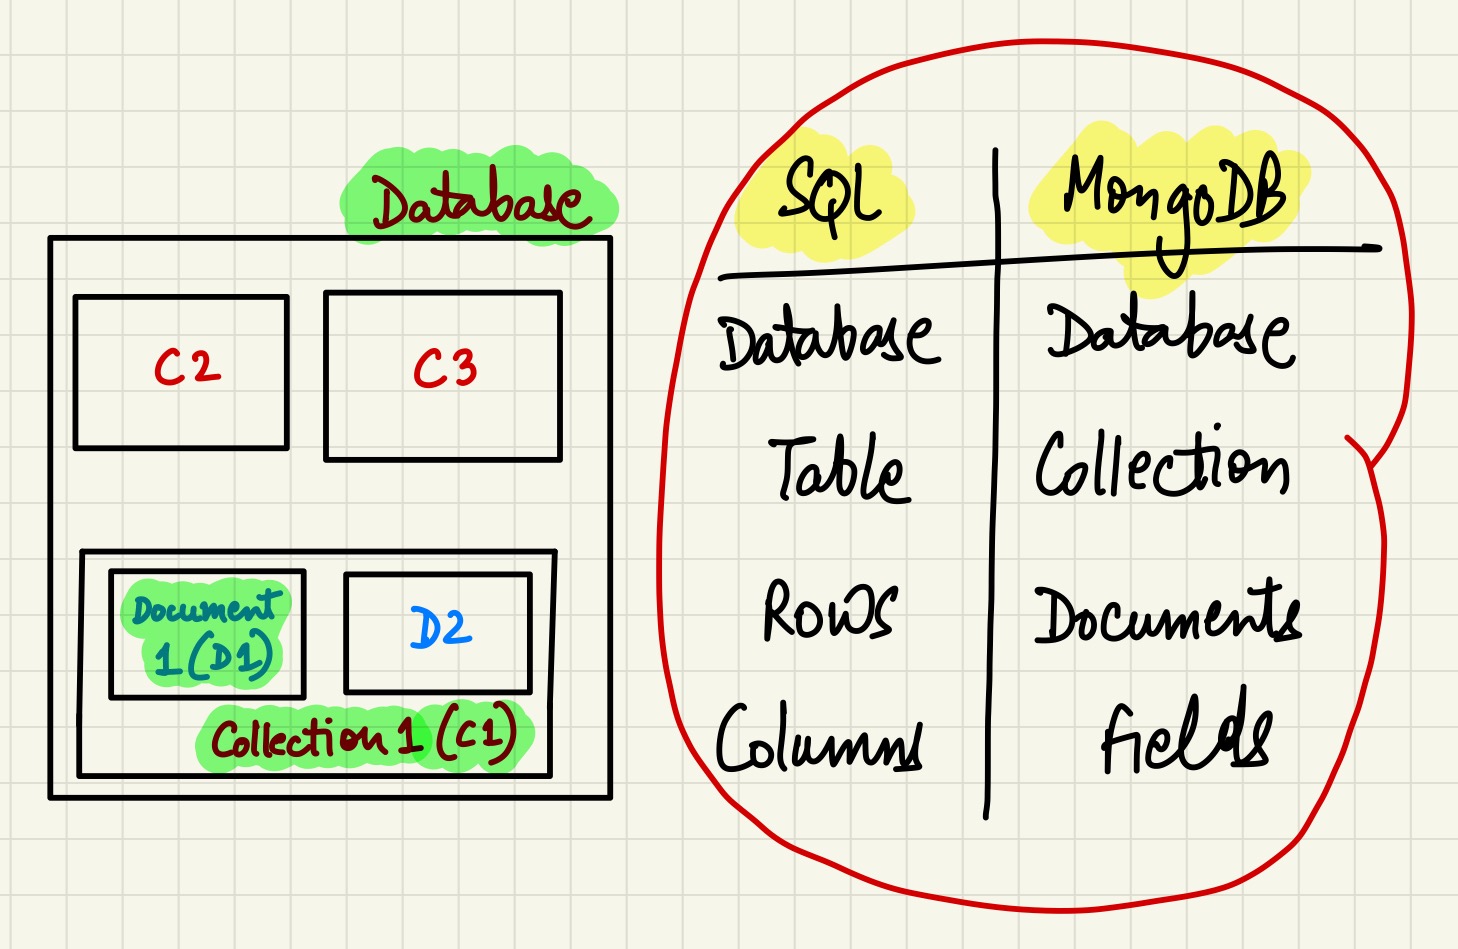 Database
C2 C3
Document
1 (D1)
D2
Collection 1 (C1)
SQL MongoDB
Database Database
Table Collection
Rows Documents
Columns fields